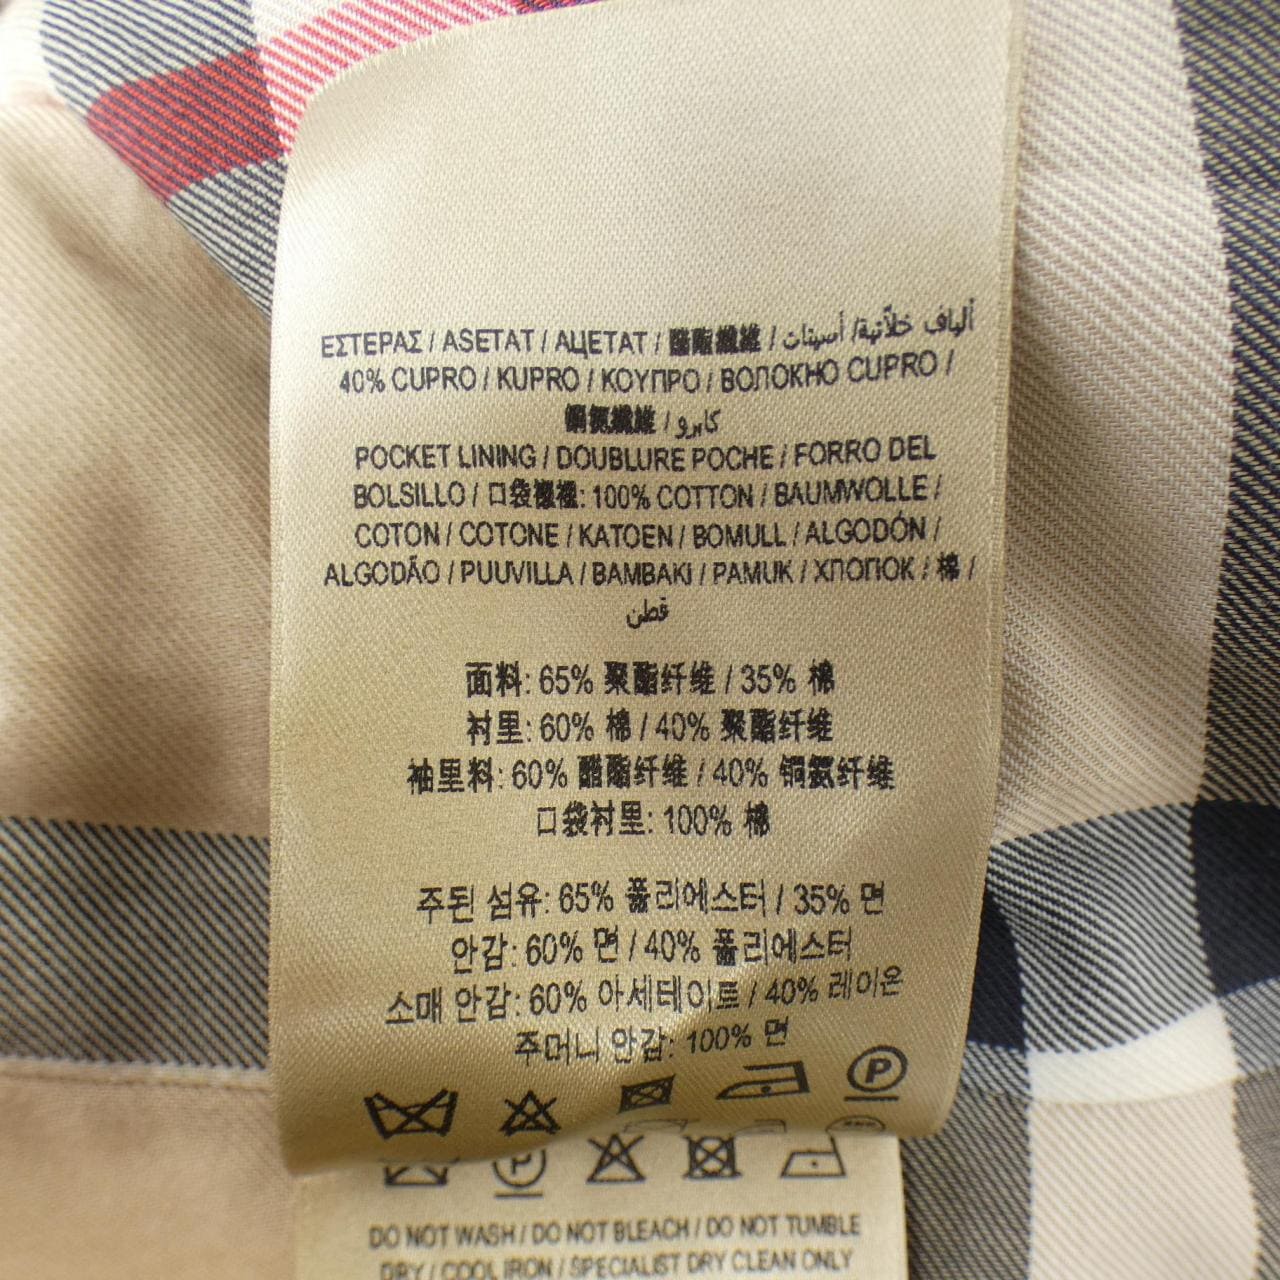 ΕΣΤΕΡΑΣ / ASETAT / АЦЕТАТ / 醋酯纖維 / ألياف خلّانية/ أسيتات
40% CUPRO / KUPRO / ΚΟΥΠΡΟ / ВОЛОКНО CUPRO /
銅氨纖維 / كابرو
POCKET LINING / DOUBLURE POCHE / FORRO DEL
BOLSILLO / 口袋襯裡: 100% COTTON / BAUMWOLLE /
COTON / COTONE / KATOEN / BOMULL / ALGODÓN /
ALGODÃO / PUUVILLA / ΒΑΜΒΑΚΙ / PAMUK / ХЛОПОК / 棉 /
قطن
面料: 65% 聚酯纤维 / 35% 棉
衬里: 60% 棉 / 40% 聚酯纤维
袖里料: 60% 醋酯纤维 / 40% 铜氨纤维
口袋衬里: 100% 棉
주된 섬유: 65% 폴리에스터 / 35% 면
안감: 60% 면 / 40% 폴리에스터
소매 안감: 60% 아세테이트 / 40% 레이온
주머니 안감: 100% 면
P
P
DO NOT WASH / DO NOT BLEACH / DO NOT TUMBLE
DRY / COOL IRON / SPECIALIST DRY CLEAN ONLY